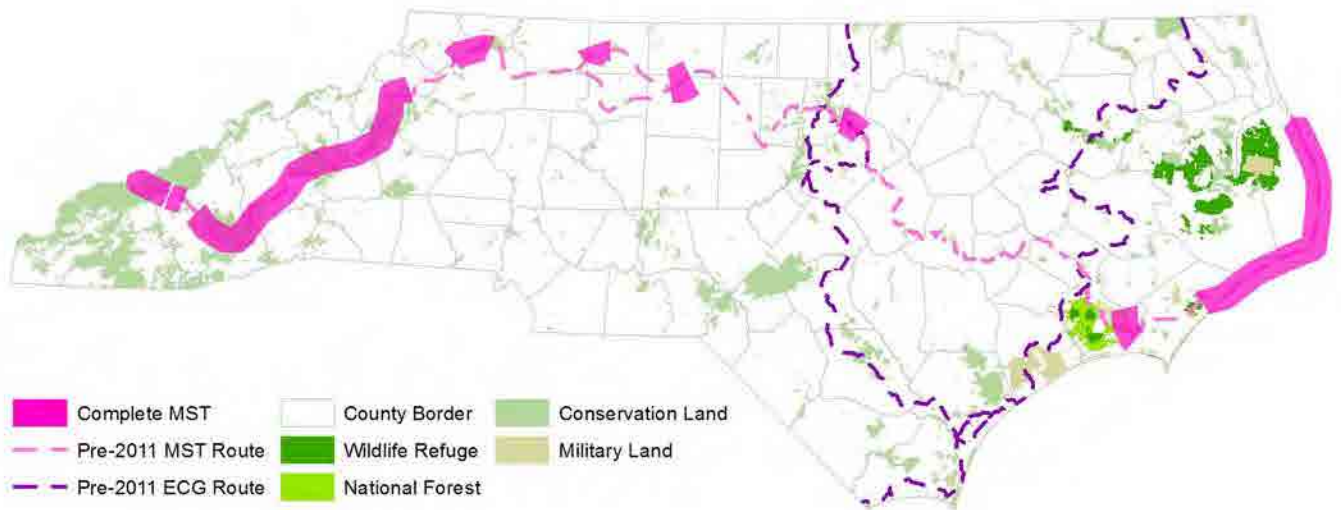 Complete MST
County Border
Conservation Land
Pre-2011 MST Route
Wildlife Refuge
Military Land
Pre-2011 ECG Route
National Forest